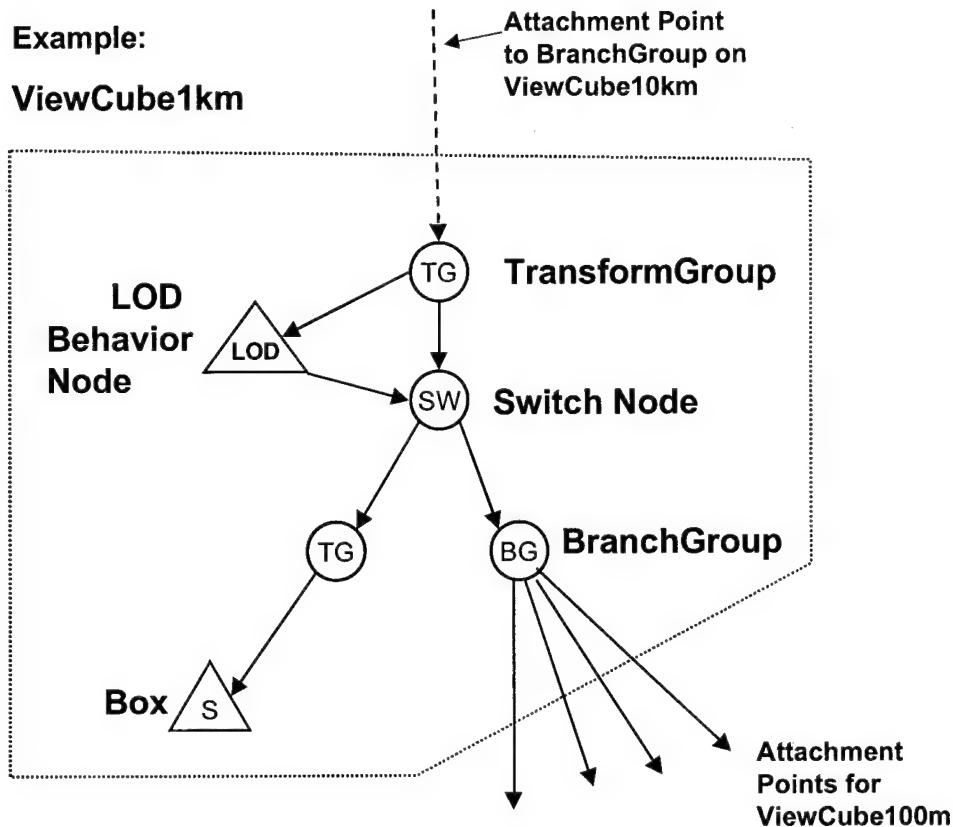 Example:
ViewCube1km
Attachment Point
to BranchGroup on
ViewCube10km
TG
TransformGroup
LOD
Behavior
Node
LOD
SW
Switch Node
TG
BG
BranchGroup
Box
S
Attachment
Points for
ViewCube100m